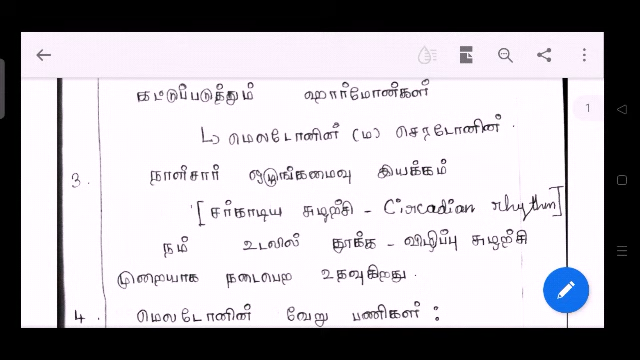 கட்டுப்படுத்தும் ஹார்மோன்கள்
↳ மெலடோனின் (ம) செரடோனின்.
3. நாள்சார் ஒழுங்கமைவு இயக்கம்
[சர்காடிய சுழற்சி - Circadian rhythm]
நம் உடலில் தூக்க - விழிப்பு சுழற்சி
முறையாக நடைபெற உதவுகிறது.
4. மெலடோனின் வேறு பணிகள் :
1